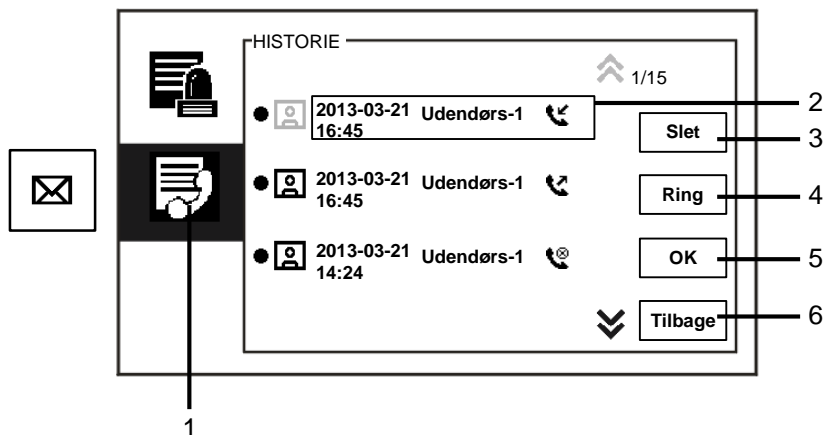 HISTORIE
1/15
2013-03-21 Udendørs-1
16:45
2
Slet
3
2013-03-21 Udendørs-1
16:45
Ring
4
2013-03-21 Udendørs-1
14:24
OK
5
Tilbage
6
1